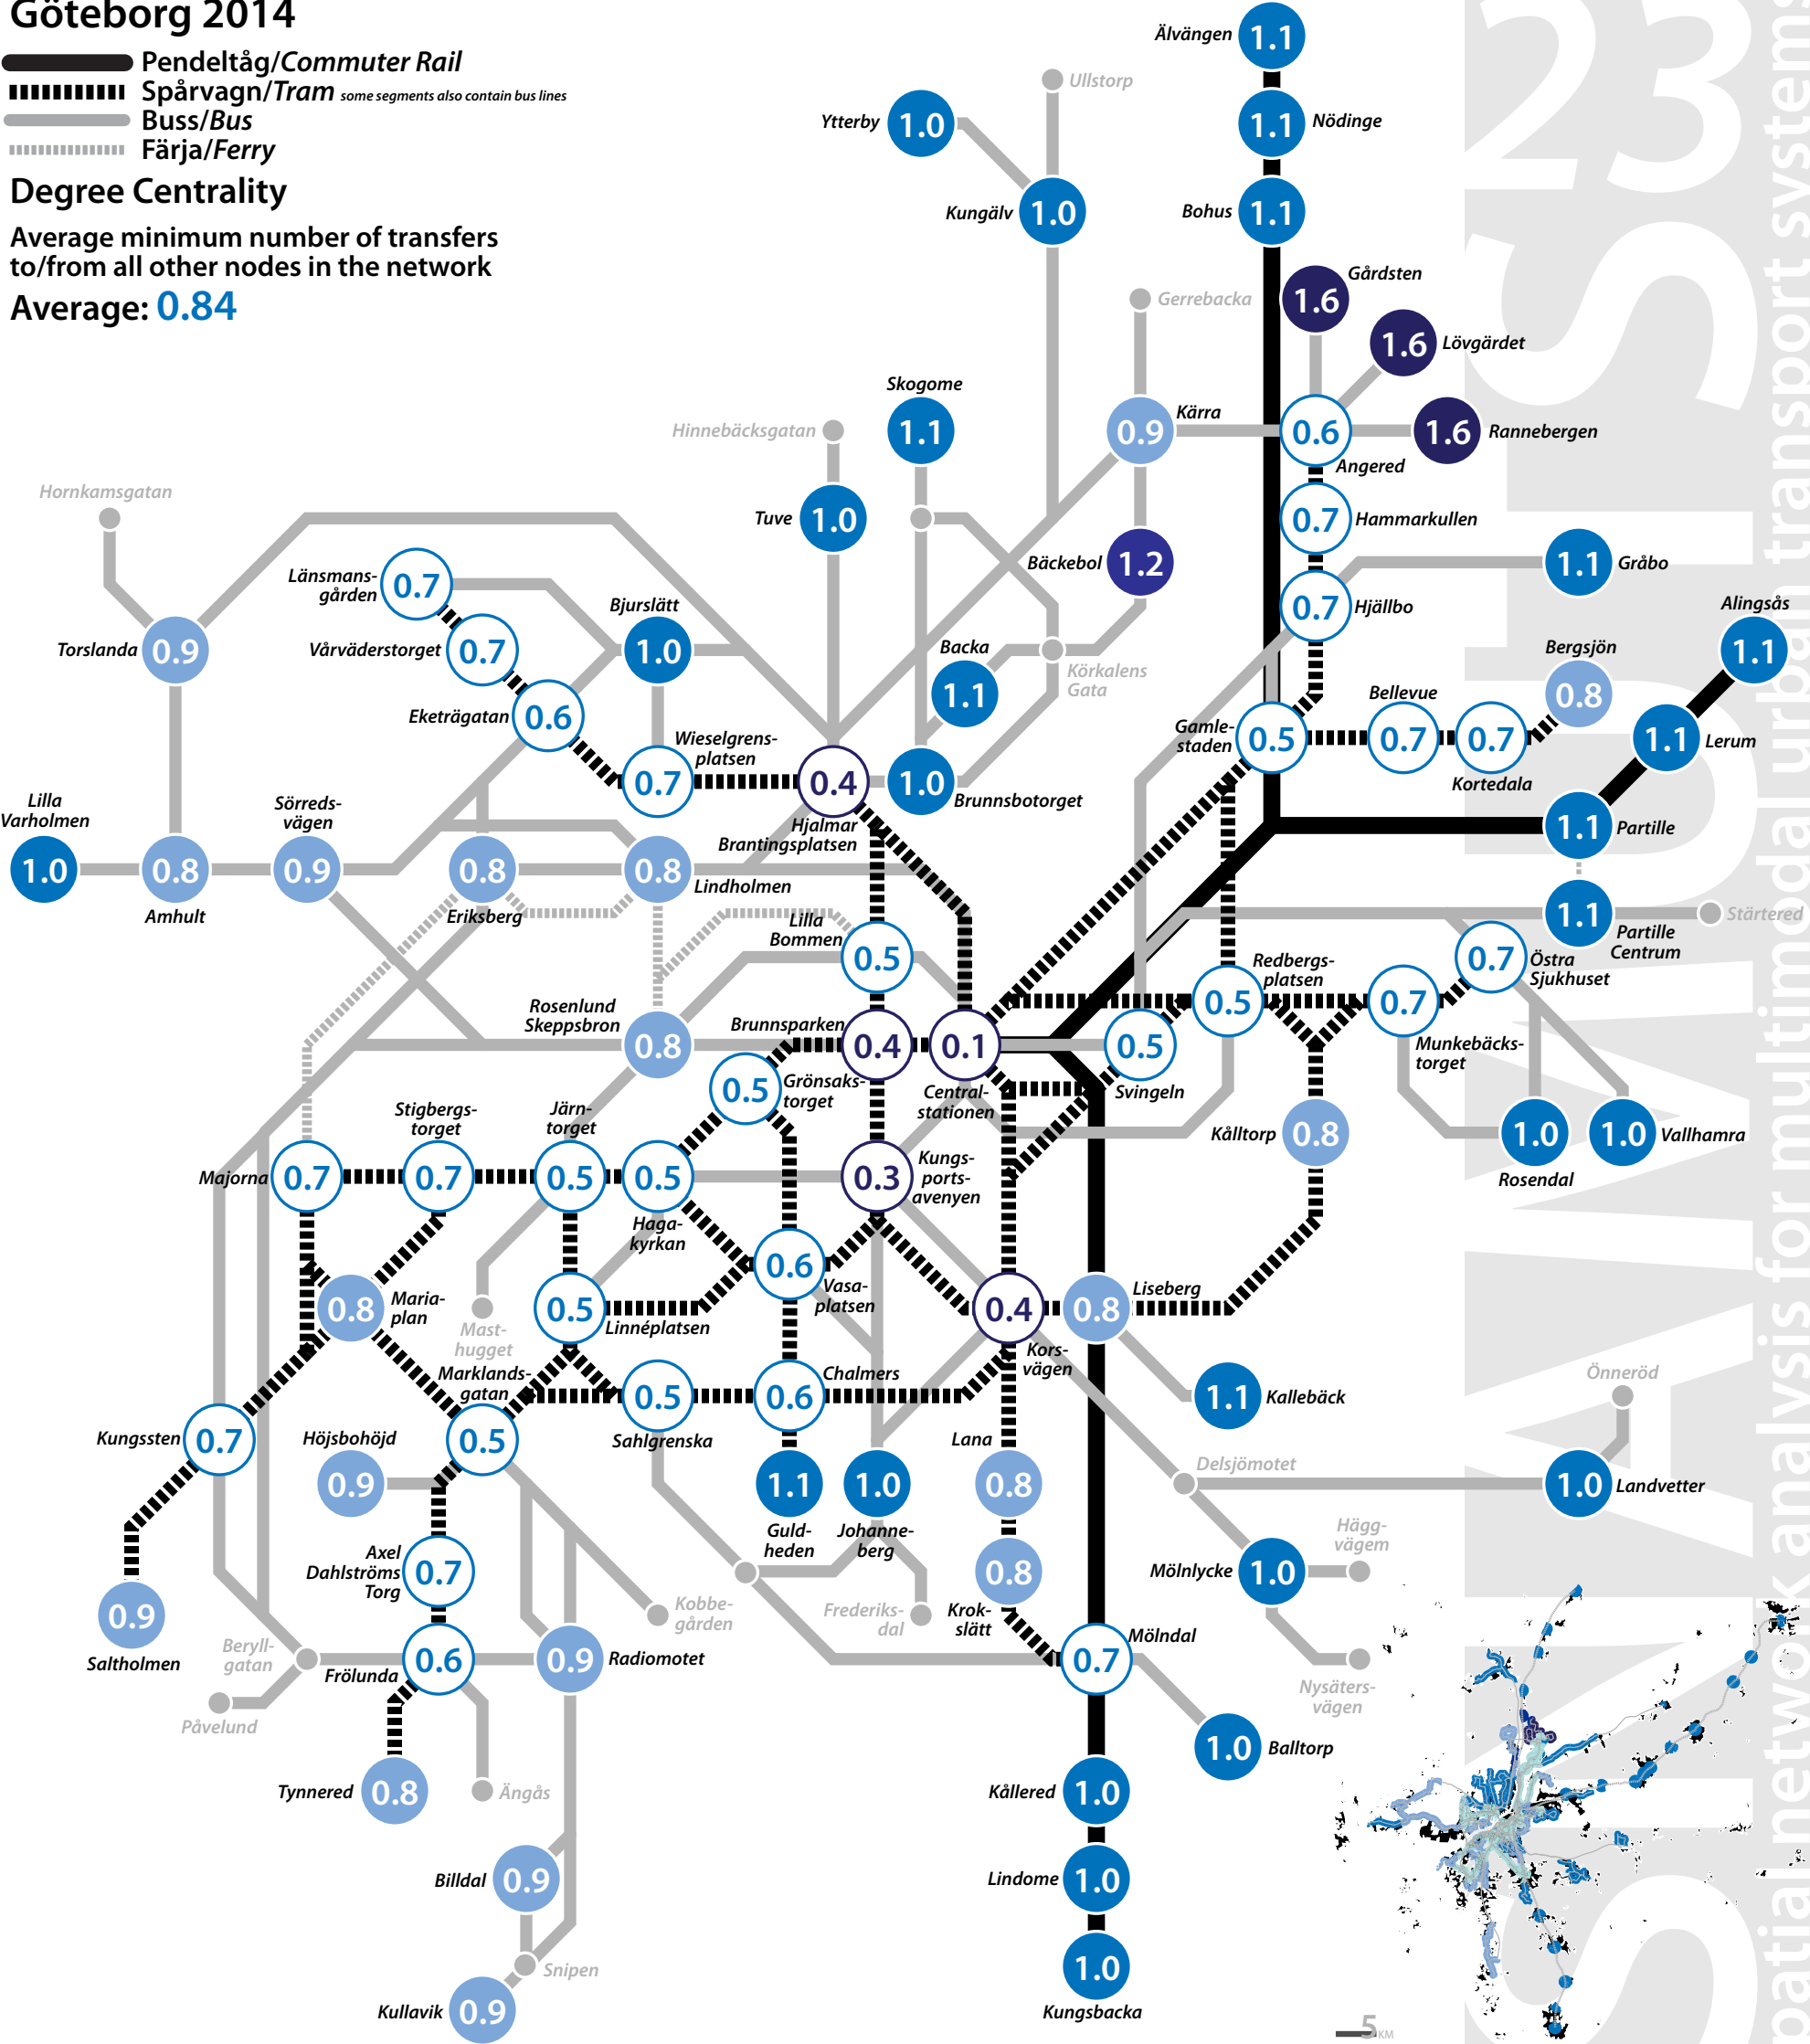 Göteborg 2014
Pendeltåg/Commuter Rail
Spårvagn/Tram some segments also contain bus lines
Buss/Bus
Färja/Ferry
Degree Centrality
Average minimum number of transfers
to/from all other nodes in the network
Average: 0.84
23
Älvängen 1.1
Ullstorp
Ytterby 1.0
1.1 Nödinge
Kungälv 1.0
Bohus 1.1
Gårdsten
1.6
Gerrebacka
1.6 Lövgärdet
Skogome
1.1
Hinnebäcksgatan
Kärra
0.9
0.6
Angered
1.6 Rannebergen
Hornkamsgatan
Tuve 1.0
0.7 Hammarkullen
Bäckebol 1.2
1.1 Gråbo
Länsmans-
gården
0.7
Bjurslätt
1.0
0.7 Hjällbo
Alingsås
1.1
Torslanda 0.9
Vårväderstorget 0.7
Backa
1.1
Körkalens
Gata
Bergsjön
0.8
Eketrägatan 0.6
Gamle-
staden
0.5
Bellevue
0.7
0.7
Kortedala
1.1 Lerum
Wieselgrens-
platsen
0.7
0.4
Hjalmar
Brantingsplatsen
1.0
Brunnsbotorget
Lilla
Varholmen
1.0
0.8
Amhult
Sörreds-
vägen
0.9
0.8
Eriksberg
0.8
Lindholmen
1.1 Partille
1.1
Partille
Centrum
Stärtered
Lilla
Bommen
0.5
Redbergs-
platsen
0.5
0.7
Östra
Sjukhuset
0.7
Munkebäcks-
torget
Rosenlund
Skeppsbron
0.8
Brunnsparken
0.4
0.1
Central-
stationen
0.5
Svingeln
0.5
Grönsaks-
torget
Kålltorp 0.8
1.0
Rosendal
1.0 Vallhamra
Stigbergs-
torget
Järn-
torget
Majorna 0.7
0.7
0.5
0.5
Haga-
kyrkan
0.3
Kungs-
ports-
avenyen
0.6
Vasa-
platsen
0.8
Maria-
plan
Mast-
hugget
0.5
Linnéplatsen
0.4
Kors-
vägen
Liseberg
0.8
Marklands-
gatan
0.5
0.5
Sahlgrenska
Chalmers
0.6
1.1 Kallebäck
Önneröd
Kungssten 0.7
Höjsbohöjd
0.9
1.1
Guld-
heden
1.0
Johanne-
berg
Lana
0.8
Delsjömotet
1.0 Landvetter
Axel
Dahlströms
Torg
0.7
0.8
Krok-
slätt
Mölnlycke 1.0
Hägg-
vägem
0.9
Saltholmen
Kobbe-
gården
Frederiks-
dal
Beryll-
gatan
0.6
Frölunda
0.9 Radiomotet
Mölndal
0.7
Nysäters-
vägen
Påvelund
1.0 Balltorp
Tynnered 0.8
Ängås
Kållered 1.0
Billdal 0.9
Lindome 1.0
Snipen
Kullavik 0.9
1.0
Kungsbacka
5 KM
spatial network analysis for multimodal urban transport systems